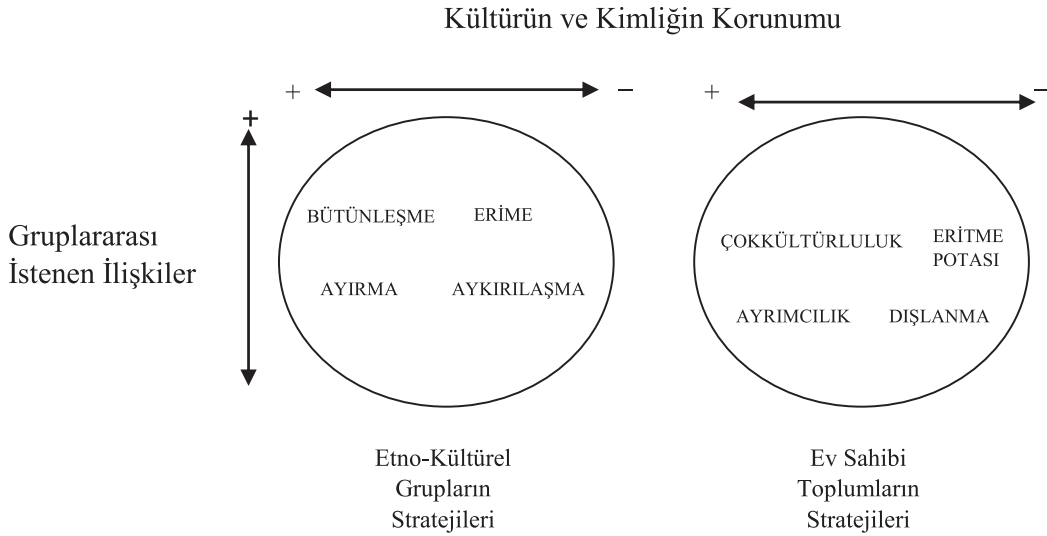 Kültürün ve Kimliğin Korunumu
+ − + −
+
BÜTÜNLEŞME ERİME
AYIRMA AYKIRILAŞMA
ÇOKKÜLTÜRLULUK ERİTME
POTASI
AYRIMCILIK DIŞLANMA
Gruplararası
İstenen İlişkiler
Etno-Kültürel
Grupların
Stratejileri
Ev Sahibi
Toplumların
Stratejileri